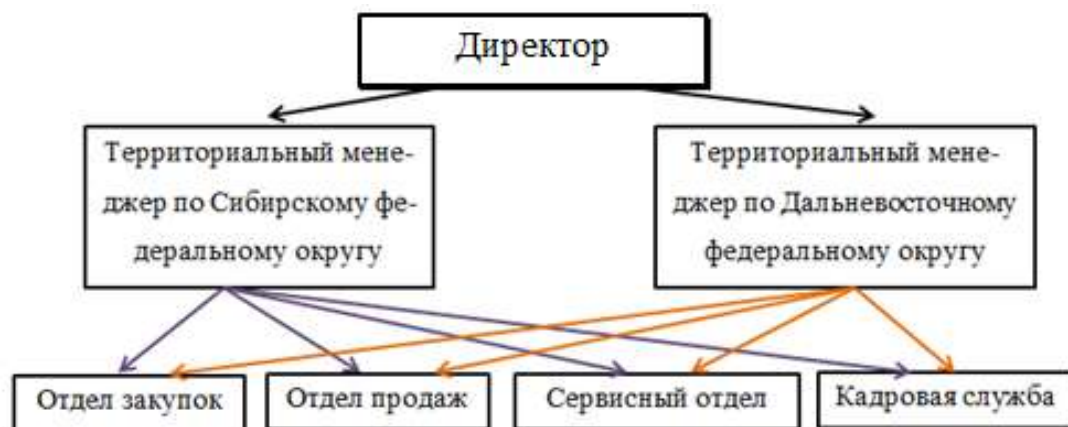 Директор
Территориальный мене-
джер по Сибирскому фе-
деральному округу
Территориальный мене-
джер по Дальневосточному
федеральному округу
Отдел закупок
Отдел продаж
Сервисный отдел
Кадровая служба